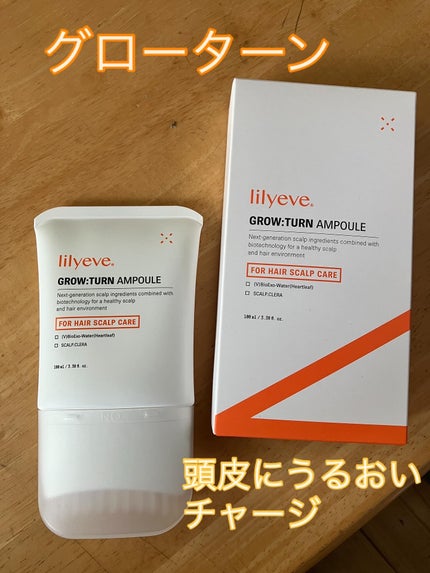 グローターン
lilyeve®
GROW:TURN AMPOULE
Next-generation scalp ingredients combined with
biotechnology for a healthy scalp
and hair environment
FOR HAIR SCALP CARE
(V)BioExo-Water(Heartleaf)
SCALP.CLERA
100 ml / 3.38 fl. oz.
lilyeve®
GROW:TURN AMPOULE
Next-generation scalp ingredients combined with
biotechnology for a healthy scalp
and hair environment
FOR HAIR SCALP CARE
(V)BioExo-Water(Heartleaf)
SCALP.CLERA
100 ml / 3.38 fl. oz.
頭皮にうるおい
チャージ